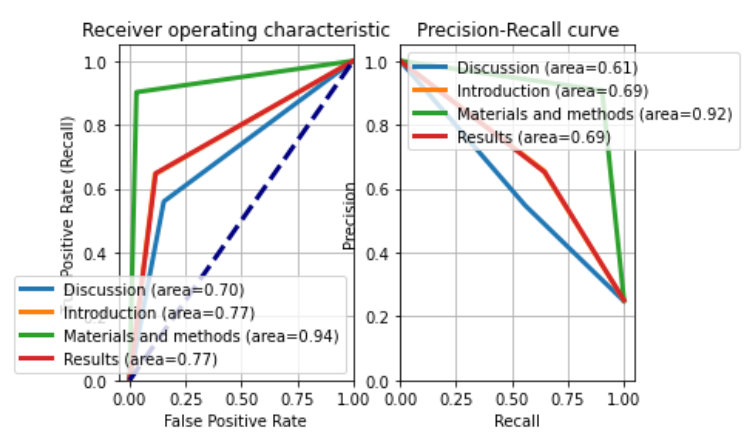 Receiver operating characteristic
1.0
0.8
0.6
0.4
0.2
0.0
Positive Rate (Recall)
Discussion (area=0.70)
Introduction (area=0.77)
Materials and methods (area=0.94)
Results (area=0.77)
0.00 0.25 0.50 0.75 1.00
False Positive Rate
Precision-Recall curve
1.0
0.8
0.6
0.4
0.2
0.0
Precision
Discussion (area=0.61)
Introduction (area=0.69)
Materials and methods (area=0.92)
Results (area=0.69)
0.00 0.25 0.50 0.75 1.00
Recall